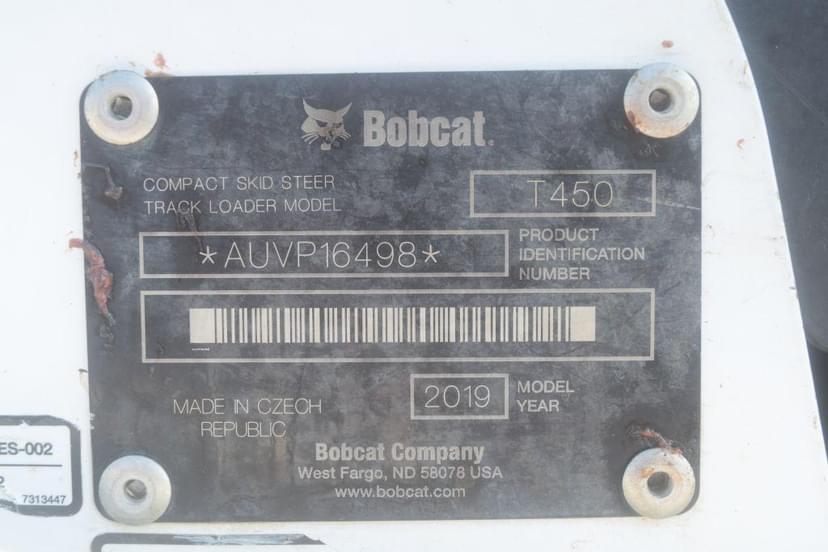 Bobcat
COMPACT SKID STEER
TRACK LOADER MODEL
T450
*AUVP16498*
PRODUCT
IDENTIFICATION
NUMBER
2019
MODEL
YEAR
MADE IN CZECH
REPUBLIC
Bobcat Company
West Fargo, ND 58078 USA
www.bobcat.com
ES-002
2
7313447